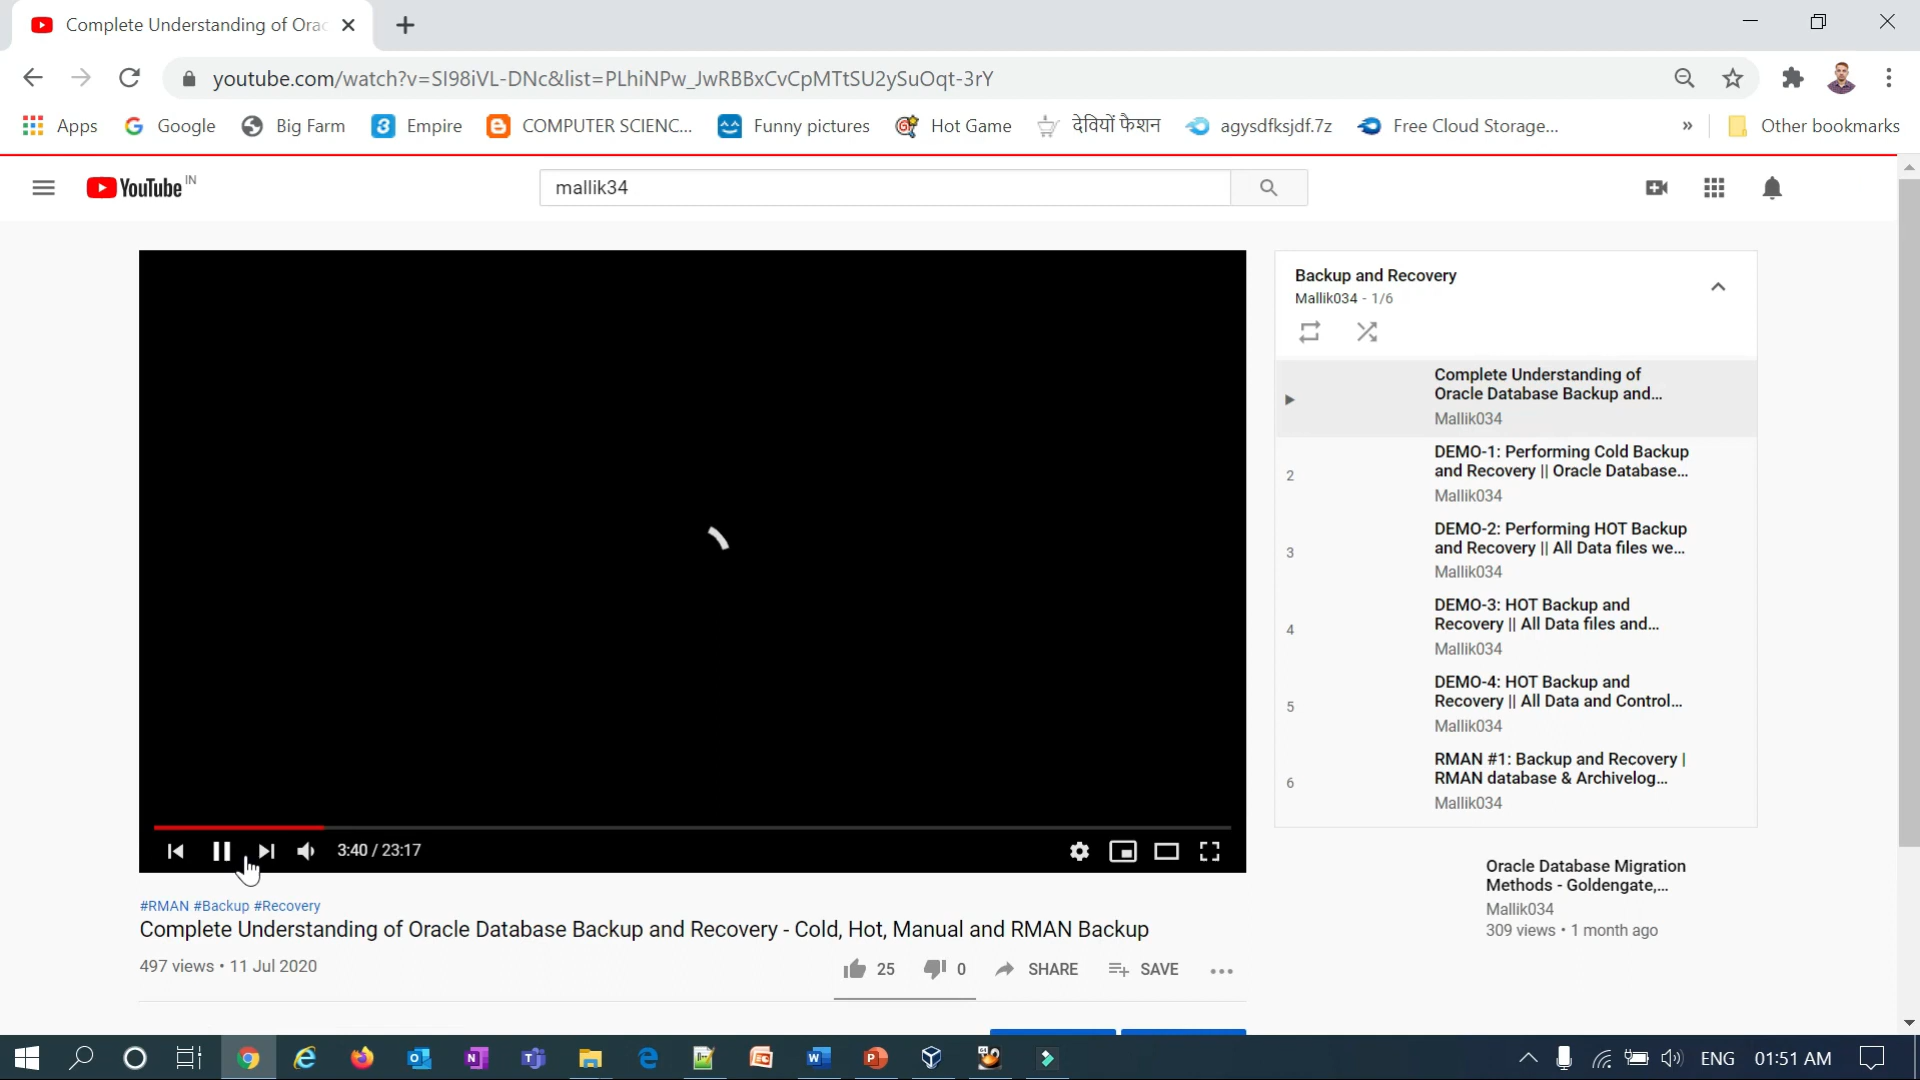 Complete Understanding of Orac
youtube.com/watch?v=SI98iVL-DNc&list=PLhiNPw_JwRBBxCvCpMTtSU2ySuOqt-3rY
Apps Google Big Farm Empire COMPUTER SCIENC... Funny pictures Hot Game देवियों फैशन agysdfksjdf.7z Free Cloud Storage... » Other bookmarks
YouTube IN
mallik34
Backup and Recovery
Mallik034 - 1/6
Complete Understanding of
Oracle Database Backup and...
Mallik034
2
DEMO-1: Performing Cold Backup
and Recovery || Oracle Database...
Mallik034
3
DEMO-2: Performing HOT Backup
and Recovery || All Data files we...
Mallik034
4
DEMO-3: HOT Backup and
Recovery || All Data files and...
Mallik034
5
DEMO-4: HOT Backup and
Recovery || All Data and Control...
Mallik034
6
RMAN #1: Backup and Recovery |
RMAN database & Archivelog...
Mallik034
3:40 / 23:17
#RMAN #Backup #Recovery
Complete Understanding of Oracle Database Backup and Recovery - Cold, Hot, Manual and RMAN Backup
497 views • 11 Jul 2020
25 0 SHARE SAVE
Oracle Database Migration
Methods - Goldengate,...
Mallik034
309 views • 1 month ago
ENG 01:51 AM